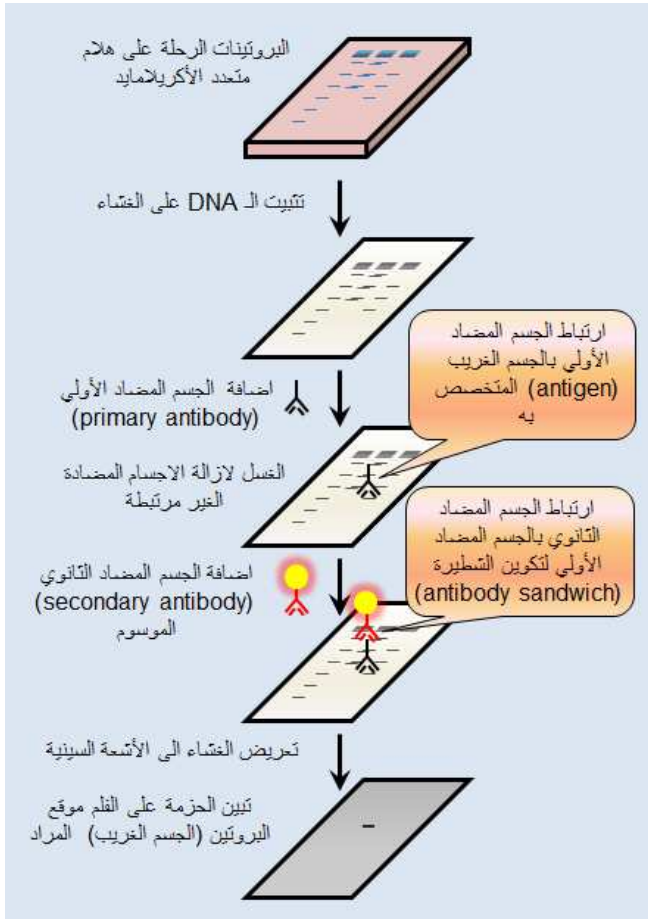 البروتينات الرحلة على هلام
متعدد الأكريلامايد
تثبيت الـ DNA على الغشاء
ارتباط الجسم المضاد
الأولي بالجسم الغريب
(antigen) المتخصص
به
اضافة الجسم المضاد الأولي
(primary antibody)
الغسل لازالة الاجسام المضادة
الغير مرتبطة
ارتباط الجسم المضاد
الثانوي بالجسم المضاد
الأولي لتكوين الشطيرة
(antibody sandwich)
اضافة الجسم المضاد الثانوي
(secondary antibody)
الموسوم
تعريض الغشاء الى الأشعة السينية
تبين الحزمة على الفلم موقع
البروتين (الجسم الغريب) المراد